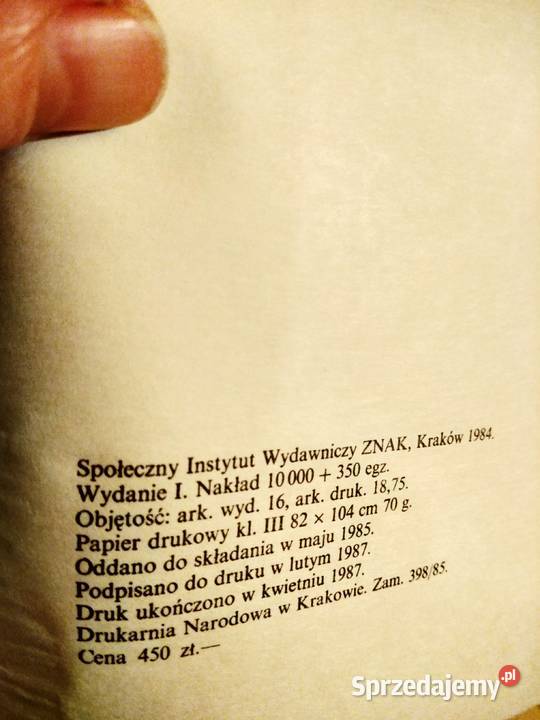 Społeczny Instytut Wydawniczy ZNAK, Kraków 1984.
Wydanie I. Nakład 10 000 + 350 egz.
Objętość: ark. wyd. 16, ark. druk. 18,75.
Papier drukowy kl. III 82 × 104 cm 70 g.
Oddano do składania w maju 1985.
Podpisano do druku w lutym 1987.
Druk ukończono w kwietniu 1987.
Drukarnia Narodowa w Krakowie. Zam. 398/85.
Cena 450 zł.—
Sprzedajemy.pl